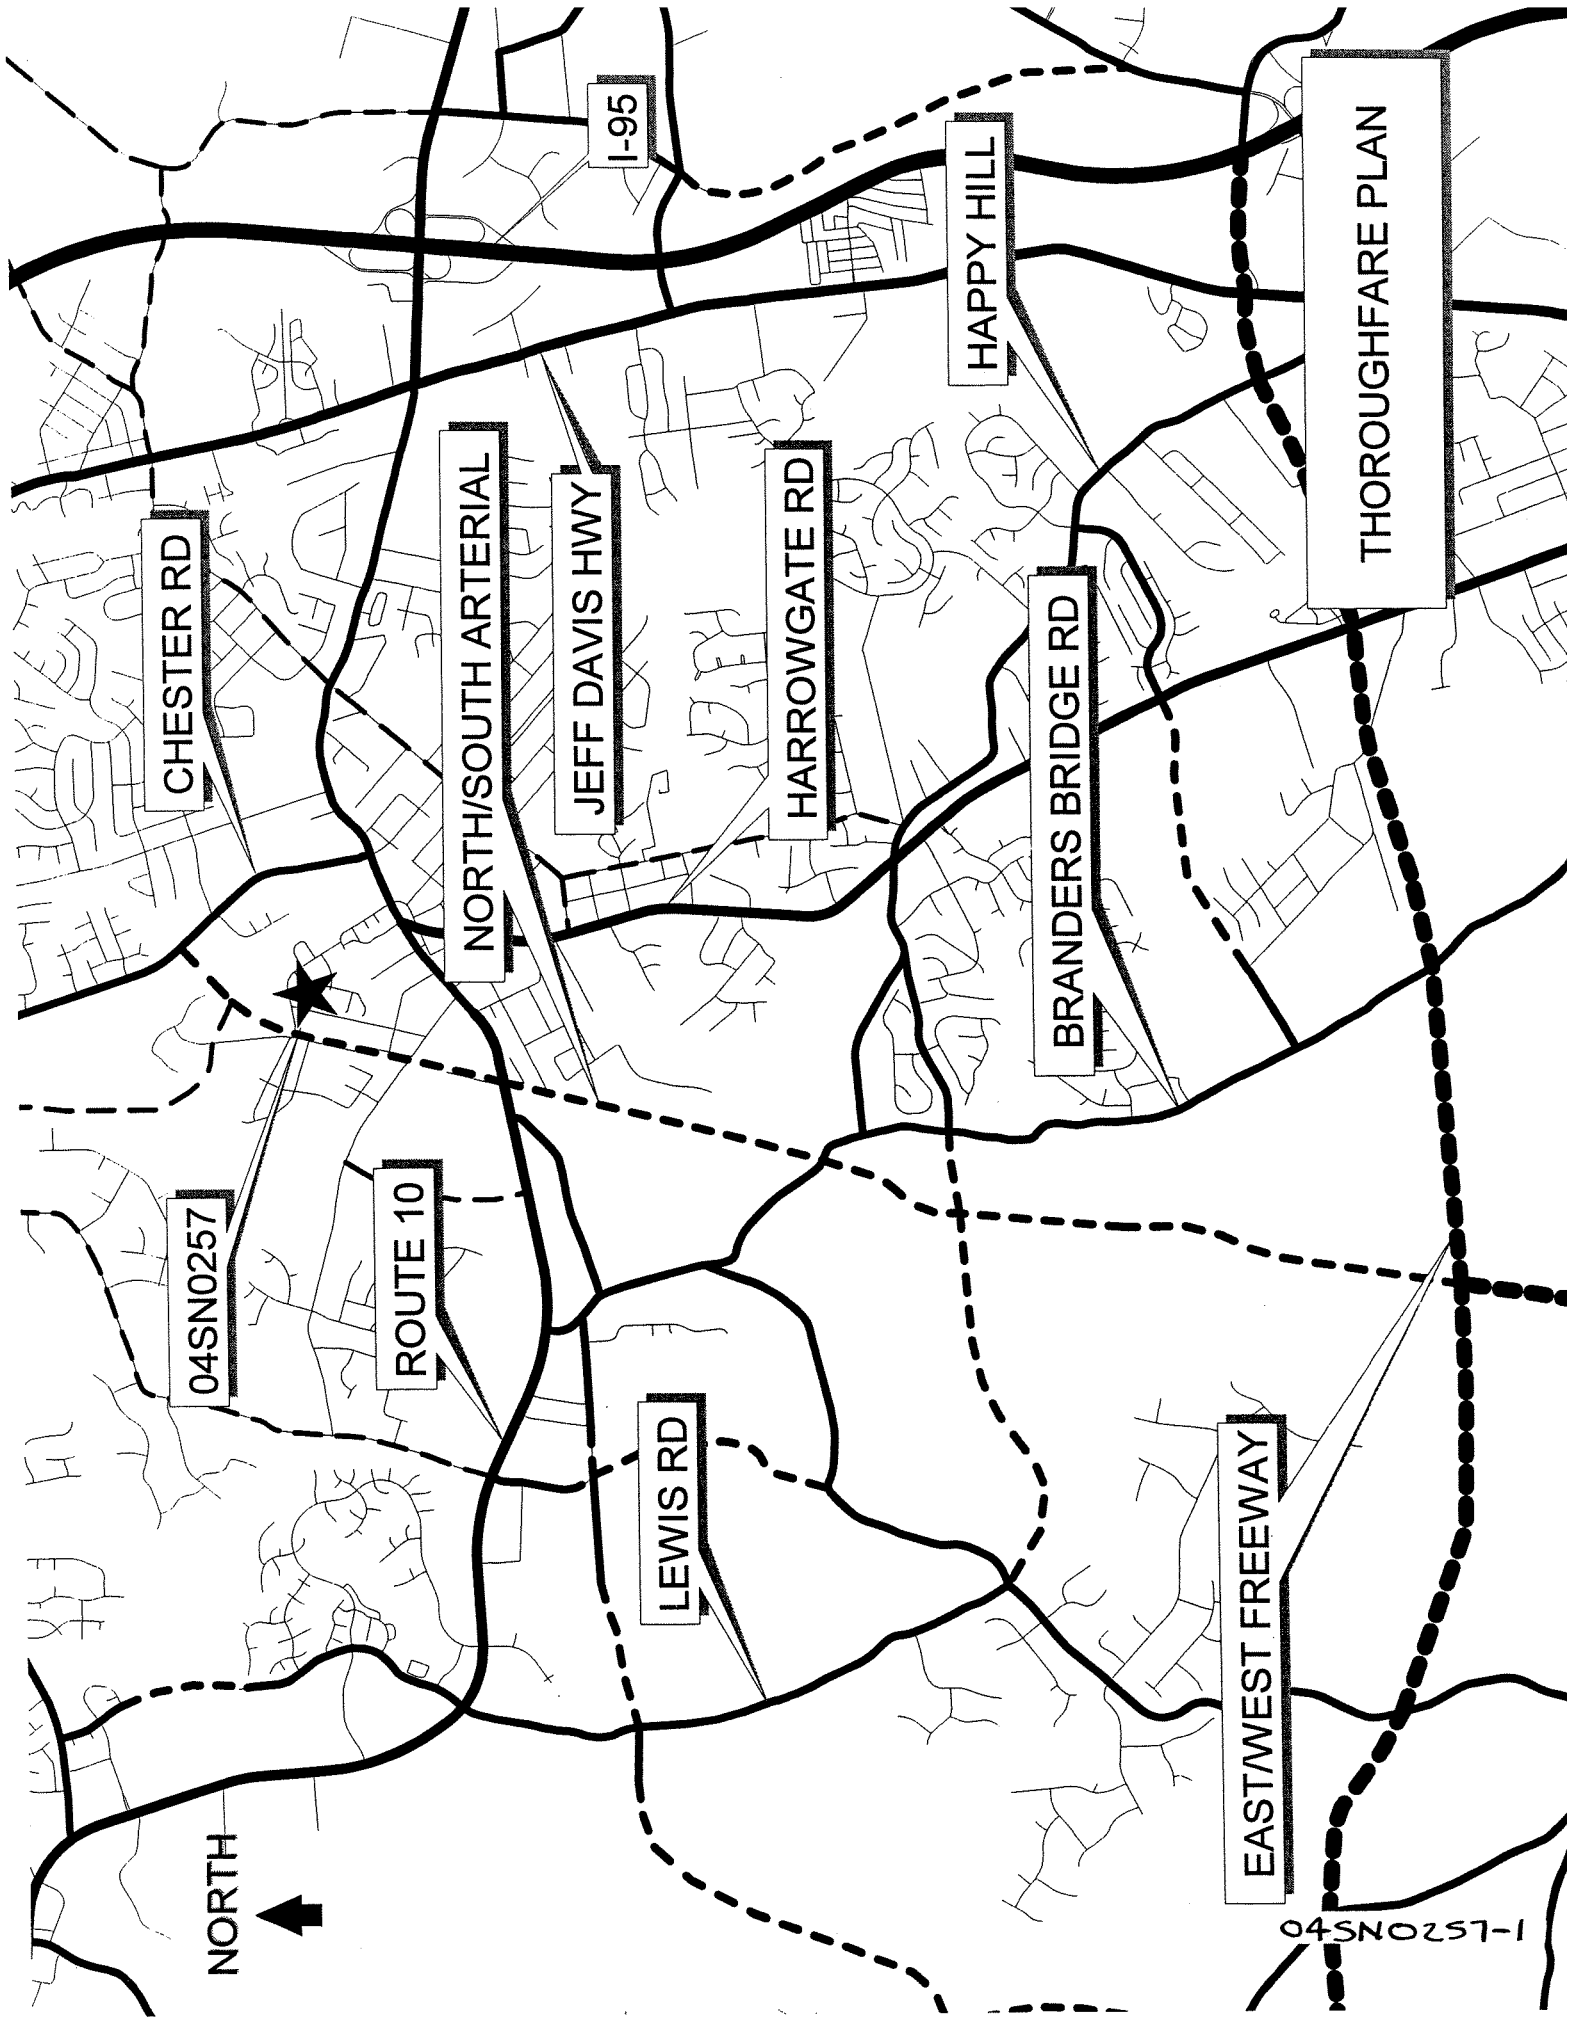 NORTH
04SN0257
CHESTER RD
I-95
ROUTE 10
NORTH/SOUTH ARTERIAL
JEFF DAVIS HWY
LEWIS RD
HARROWGATE RD
HAPPY HILL
BRANDERS BRIDGE RD
EAST/WEST FREEWAY
THOROUGHFARE PLAN
04SN0257-1